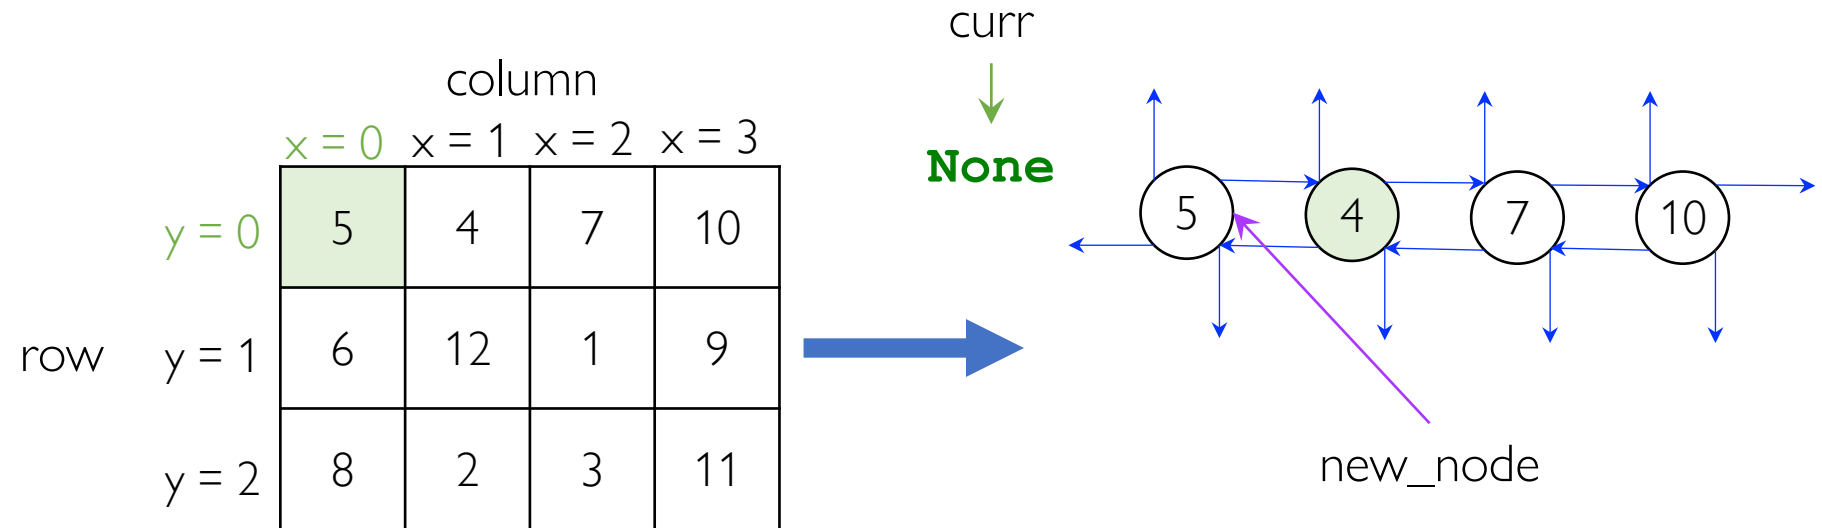 curr
column
x = 0 x = 1 x = 2 x = 3
None
y = 0 5 4 7 10
5 4 7 10
row y = 1 6 12 1 9
new_node
y = 2 8 2 3 11